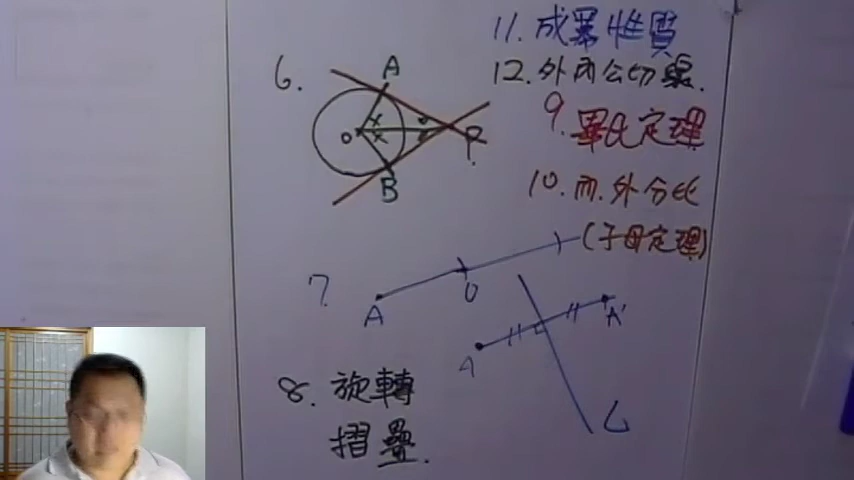 11. 成冪性質
12. 外內公切線.
9. 畢氏定理
10. 內.外分比
(子母定理)
6.
A
O
x
x
P.
B
7.
A
O
A
A'
L
8. 旋轉
摺疊.